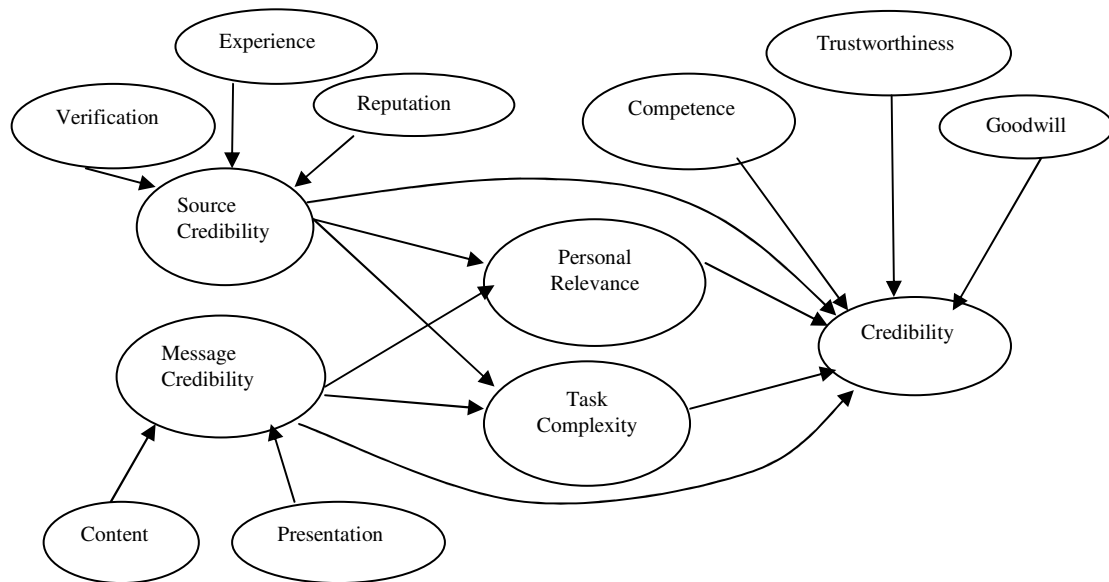 Experience
Trustworthiness
Verification
Reputation
Competence
Goodwill
Source
Credibility
Personal
Relevance
Credibility
Message
Credibility
Task
Complexity
Content
Presentation